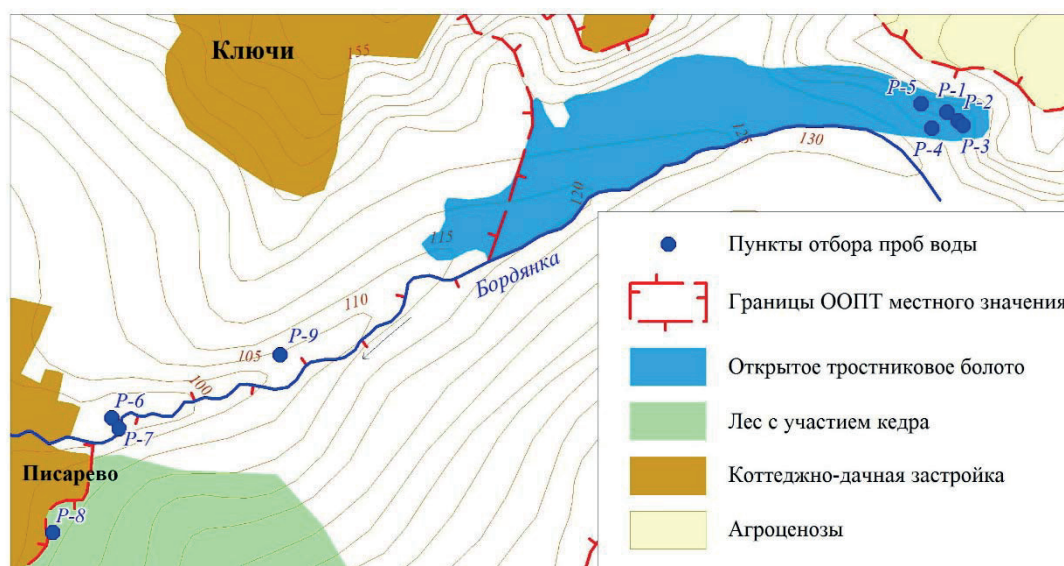 Ключи
155
P-5
P-1
P-2
P-4
P-3
125
130
120
115
Бордянка
110
P-9
105
100
P-6
P-7
Писарево
P-8
Пункты отбора проб воды
Границы ООПТ местного значения
Открытое тростниковое болото
Лес с участием кедра
Коттеджно-дачная застройка
Агроценозы